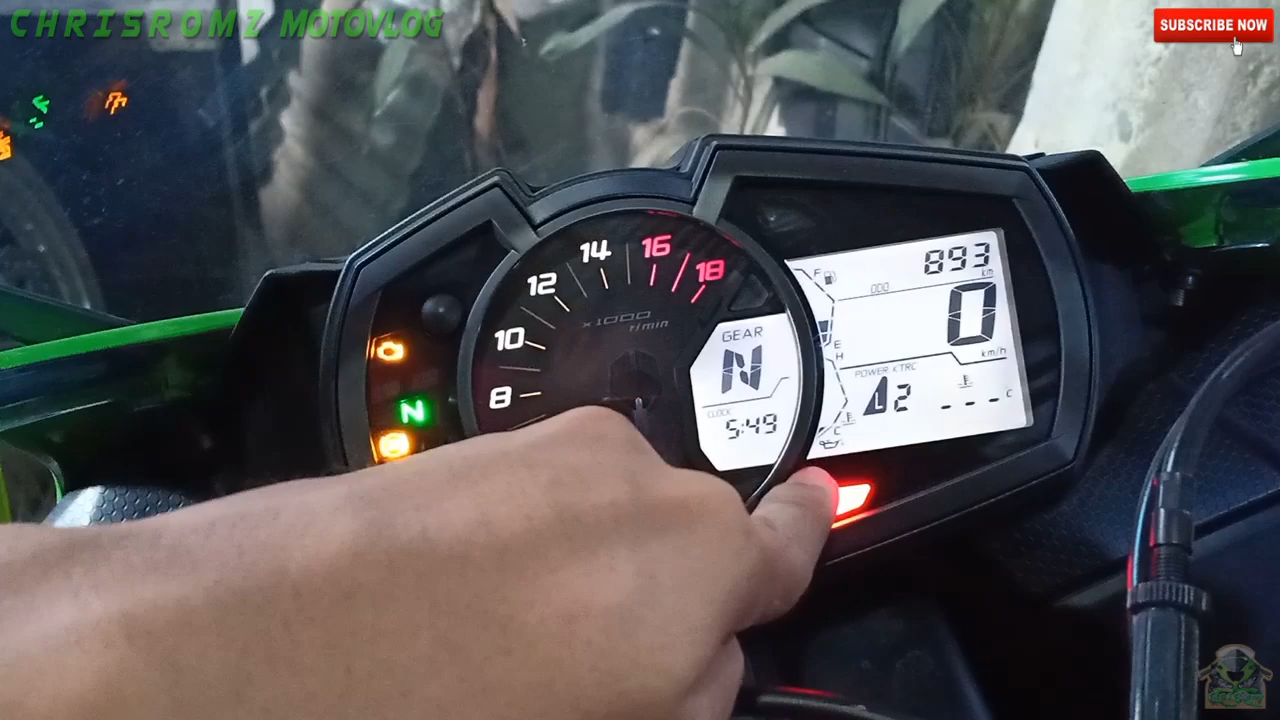 CHRISROMZ MOTOVLOG
SUBSCRIBE NOW
14
16
12
18
10
8
x1000
r/min
GEAR
N
CLOCK
5:49
N
F
893
km
ODO
0
km/h
E
H
POWER KTRC
L 2
--- C
C